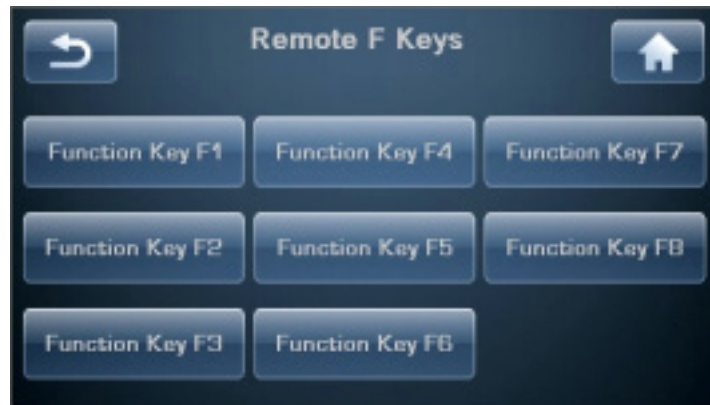 Remote F Keys
Function Key F1 Function Key F4 Function Key F7
Function Key F2 Function Key F5 Function Key F8
Function Key F3 Function Key F6